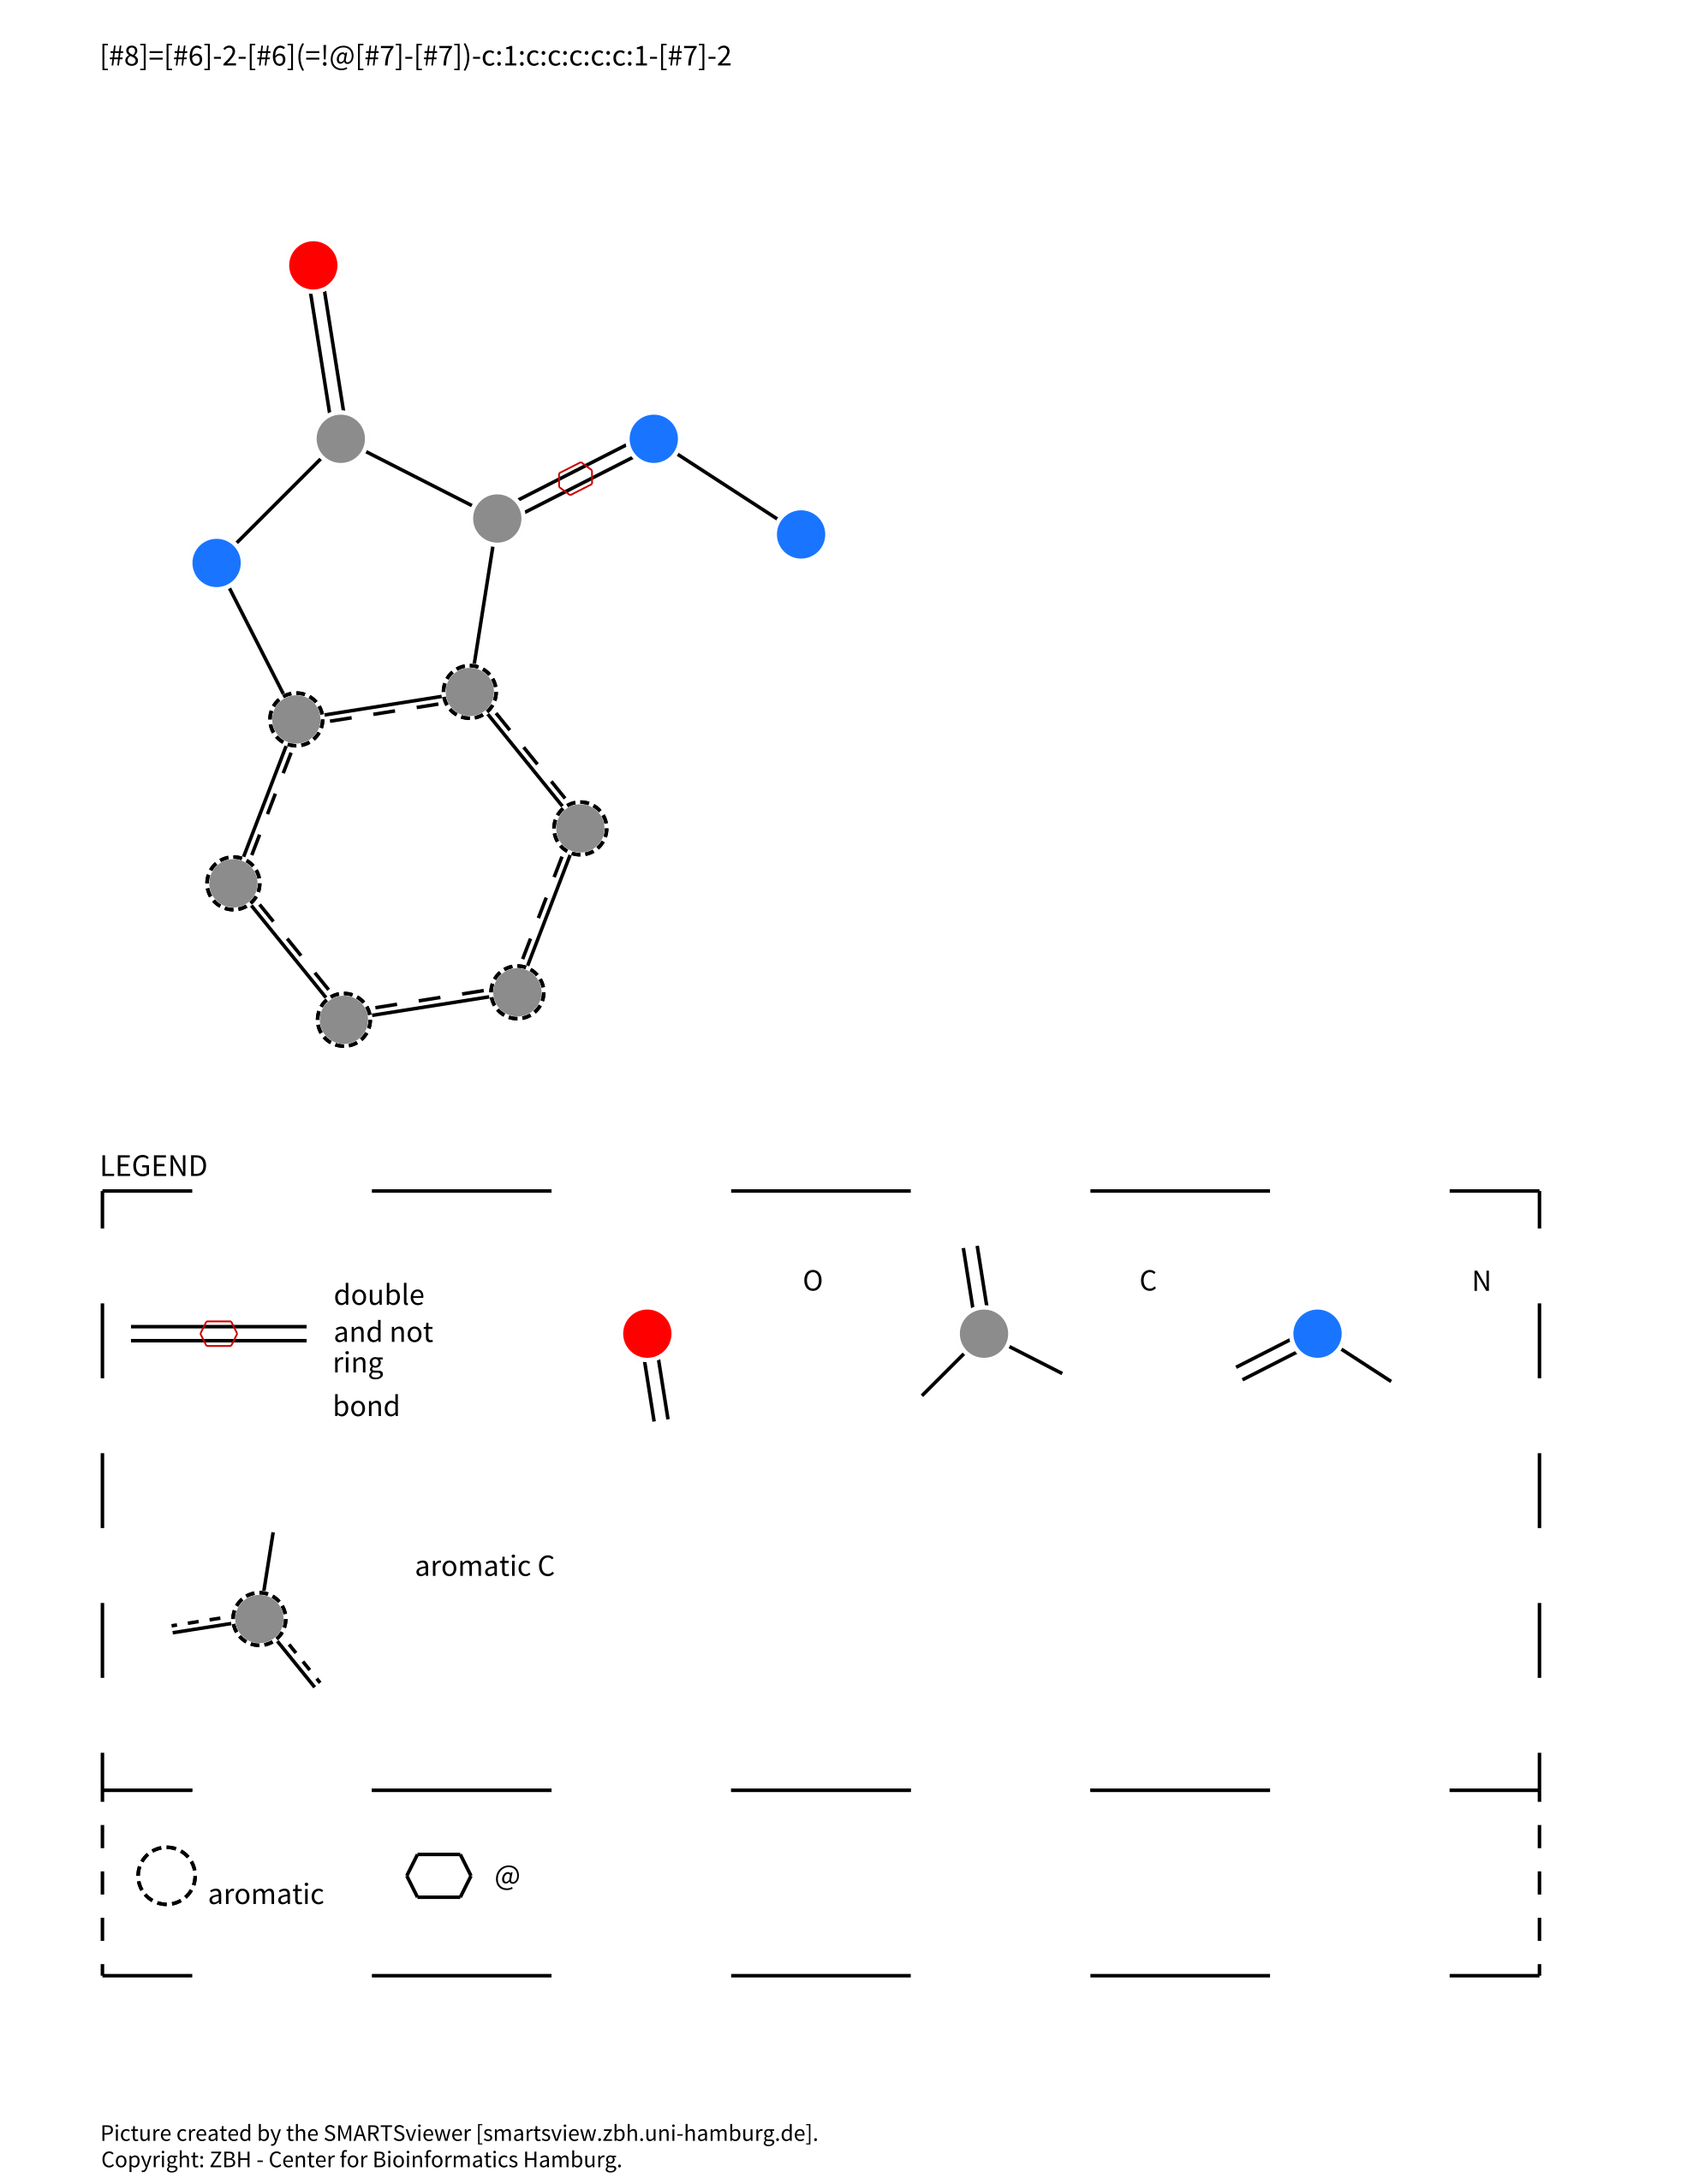 [#8]=[#6]-2-[#6](=!@[#7]-[#7])-c:1:c:c:c:c:c:1-[#7]-2
LEGEND
double
and not
ring
bond
O
C
N
aromatic C
aromatic
@
Picture created by the SMARTSviewer [smartsview.zbh.uni-hamburg.de].
Copyright: ZBH - Center for Bioinformatics Hamburg.